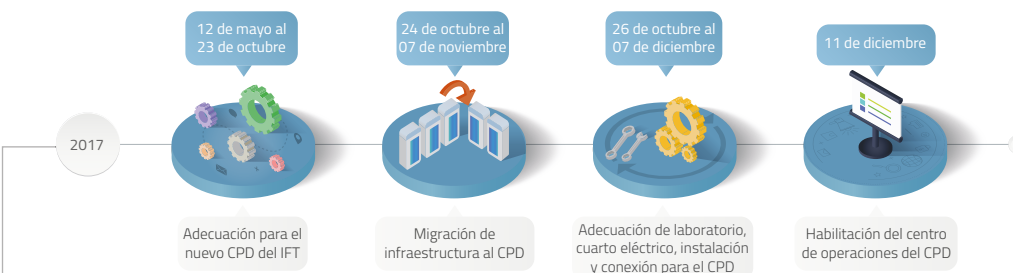 12 de mayo al
23 de octubre
24 de octubre al
07 de noviembre
26 de octubre al
07 de diciembre
11 de diciembre
2017
Adecuación para el
nuevo CPD del IFT
Migración de
infraestructura al CPD
Adecuación de laboratorio,
cuarto eléctrico, instalación
y conexión para el CPD
Habilitación del centro
de operaciones del CPD